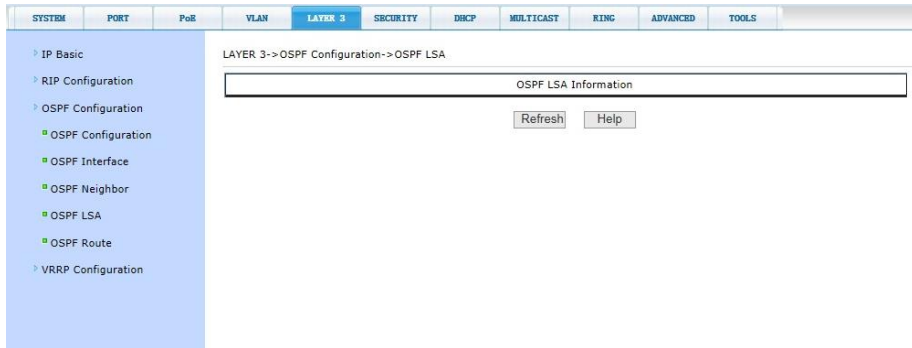 SYSTEM PORT PoE VLAN LAYER 3 SECURITY DHCP MULTICAST RING ADVANCED TOOLS
IP Basic
RIP Configuration
OSPF Configuration
OSPF Configuration
OSPF Interface
OSPF Neighbor
OSPF LSA
OSPF Route
VRRP Configuration
LAYER 3->OSPF Configuration->OSPF LSA
OSPF LSA Information
Refresh Help